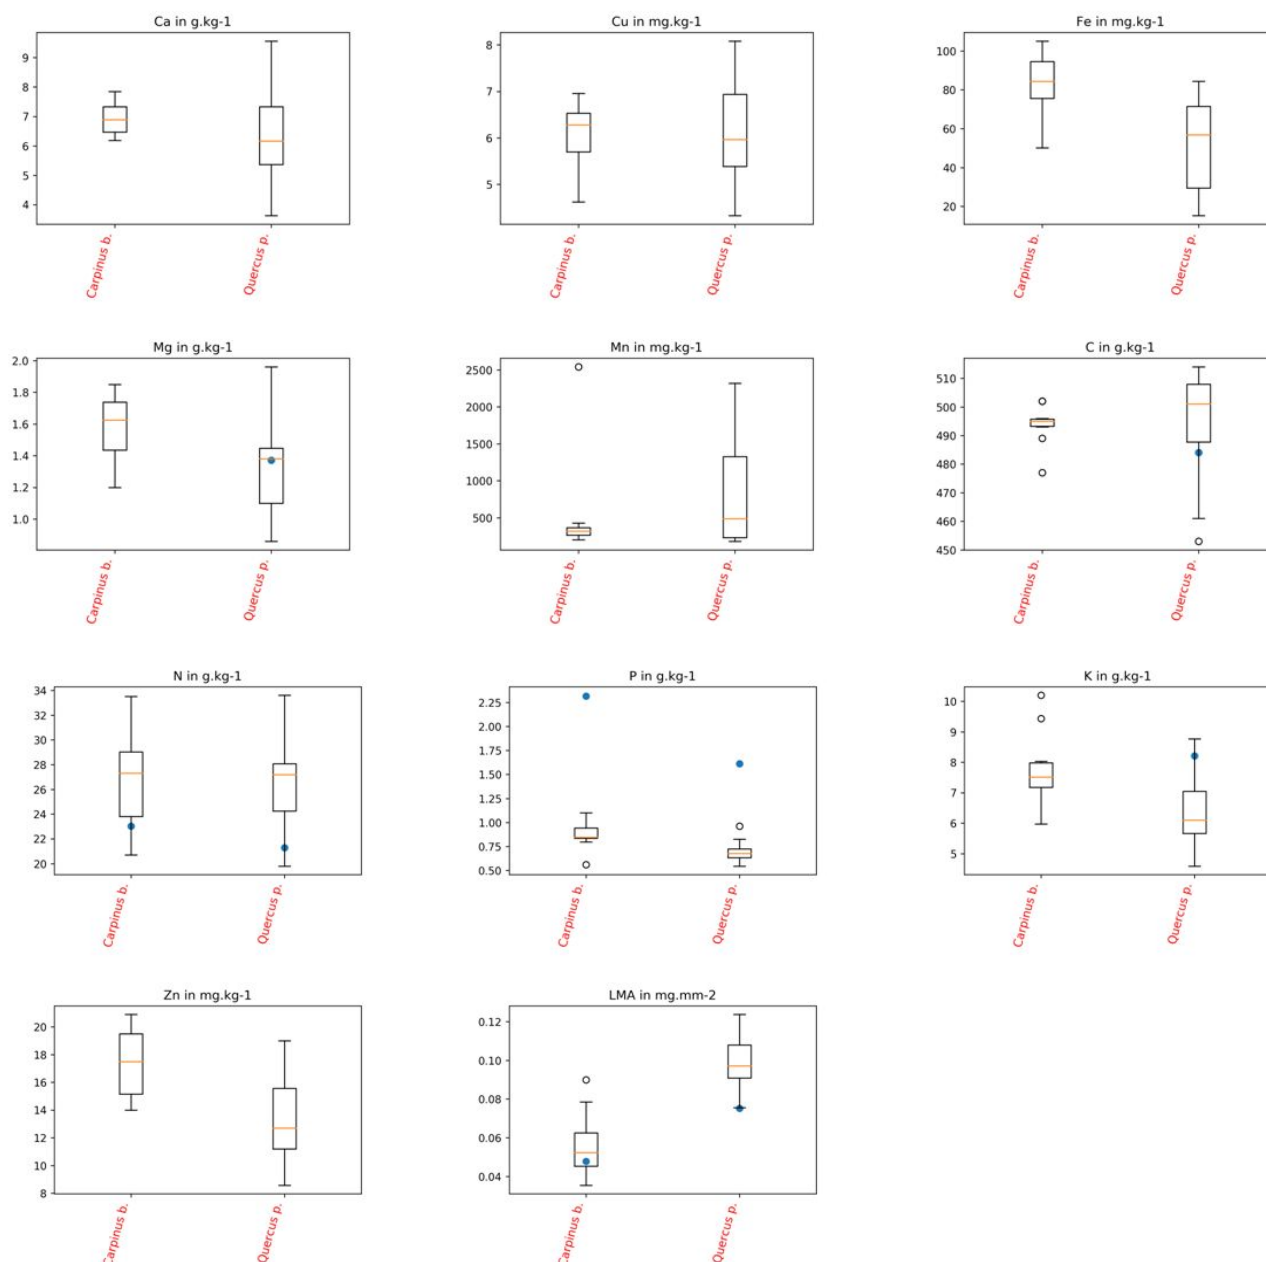 Ca in g.kg-1
9
8
7
6
5
4
Carpinus b.
Quercus p.
Cu in mg.kg-1
8
7
6
5
Carpinus b.
Quercus p.
Fe in mg.kg-1
100
80
60
40
20
Carpinus b.
Quercus p.
Mg in g.kg-1
2.0
1.8
1.6
1.4
1.2
1.0
Carpinus b.
Quercus p.
Mn in mg.kg-1
2500
2000
1500
1000
500
Carpinus b.
Quercus p.
C in g.kg-1
510
500
490
480
470
460
450
Carpinus b.
Quercus p.
N in g.kg-1
34
32
30
28
26
24
22
20
Carpinus b.
Quercus p.
P in g.kg-1
2.25
2.00
1.75
1.50
1.25
1.00
0.75
0.50
Carpinus b.
Quercus p.
K in g.kg-1
10
9
8
7
6
5
Carpinus b.
Quercus p.
Zn in mg.kg-1
20
18
16
14
12
10
8
Carpinus b.
Quercus p.
LMA in mg.mm-2
0.12
0.10
0.08
0.06
0.04
Carpinus b.
Quercus p.